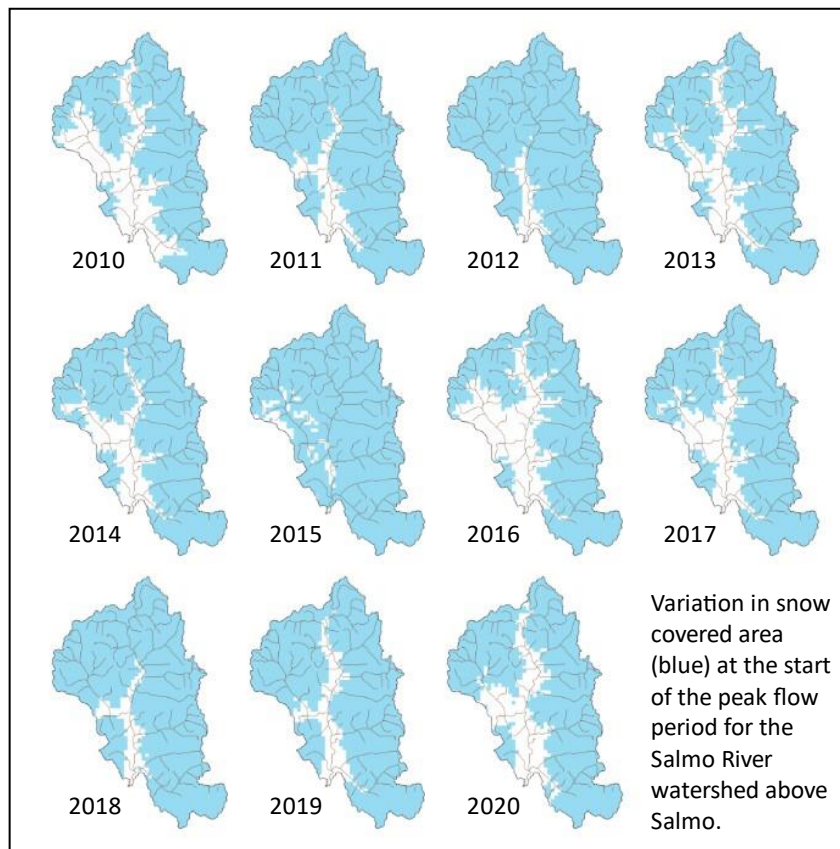 2010
2011
2012
2013
2014
2015
2016
2017
2018
2019
2020
Variation in snow
covered area
(blue) at the start
of the peak flow
period for the
Salmo River
watershed above
Salmo.